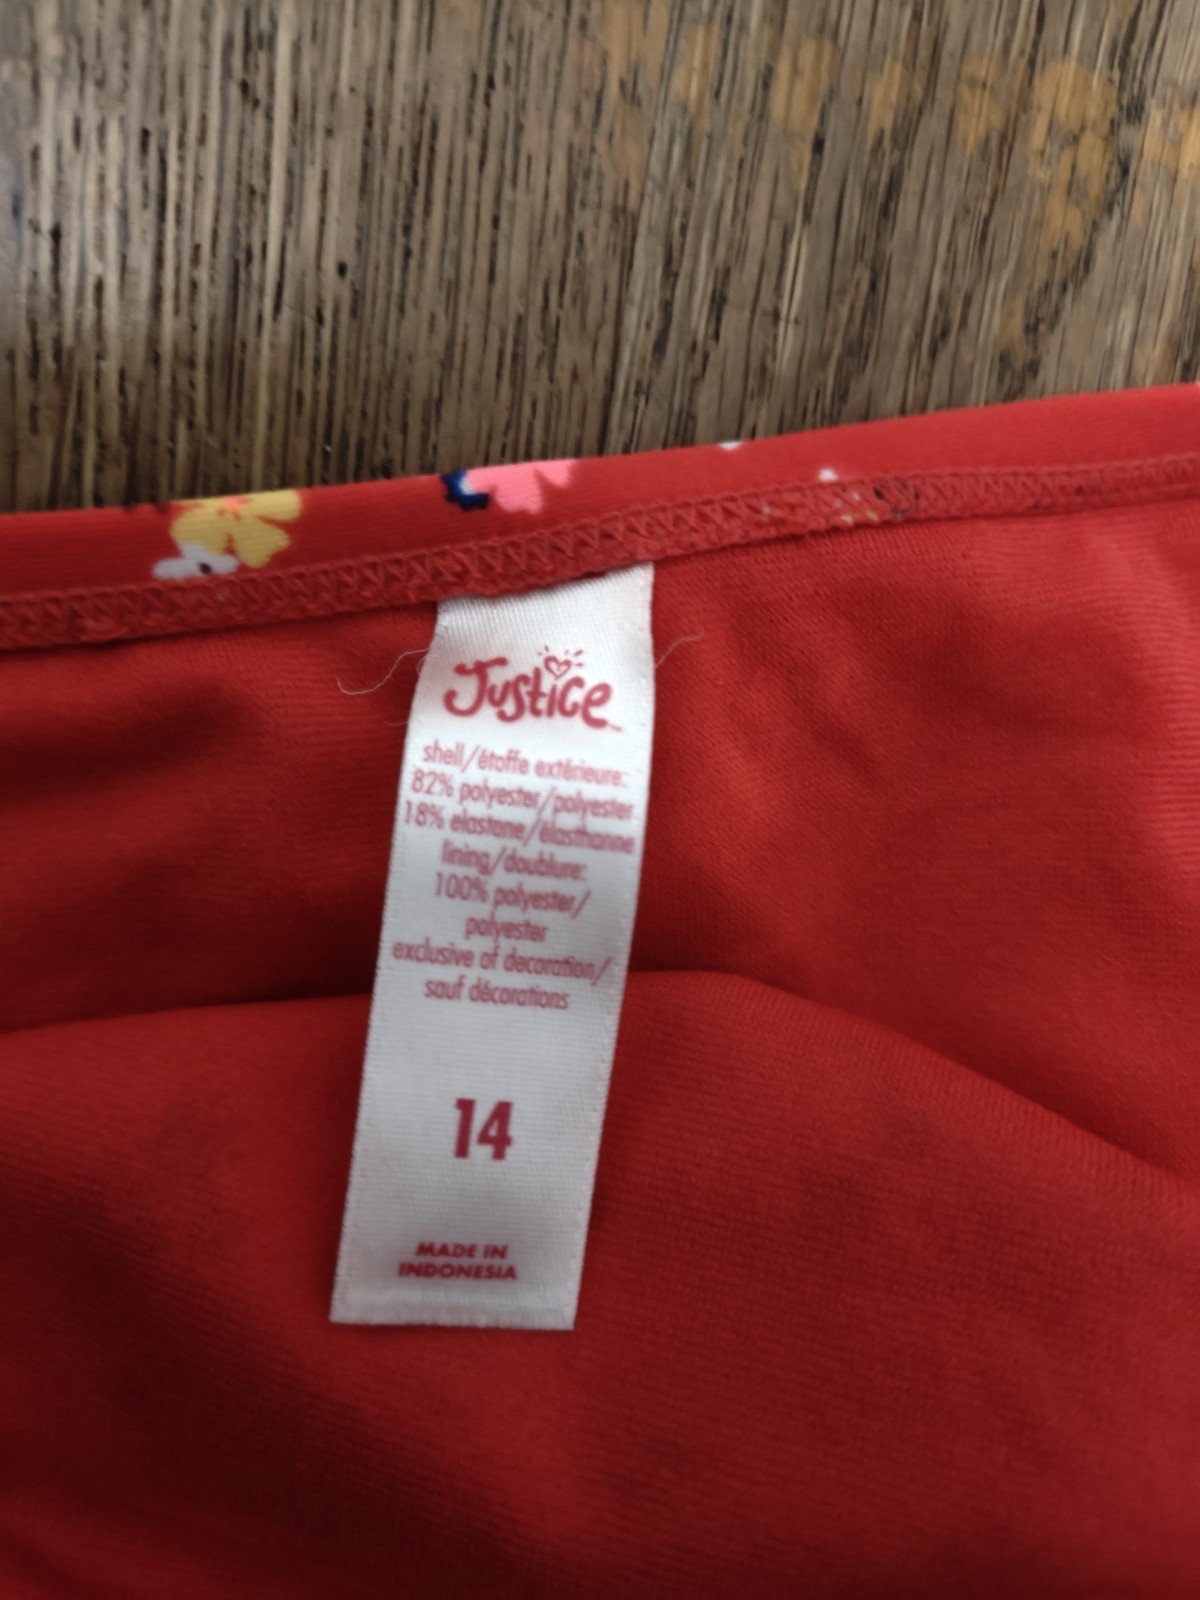 Justice™
shell/étoffe extérieure:
82% polyester/polyester
18% elastane/élasthanne
lining/doublure:
100% polyester/
polyester
exclusive of decoration/
sauf décorations
14
MADE IN
INDONESIA